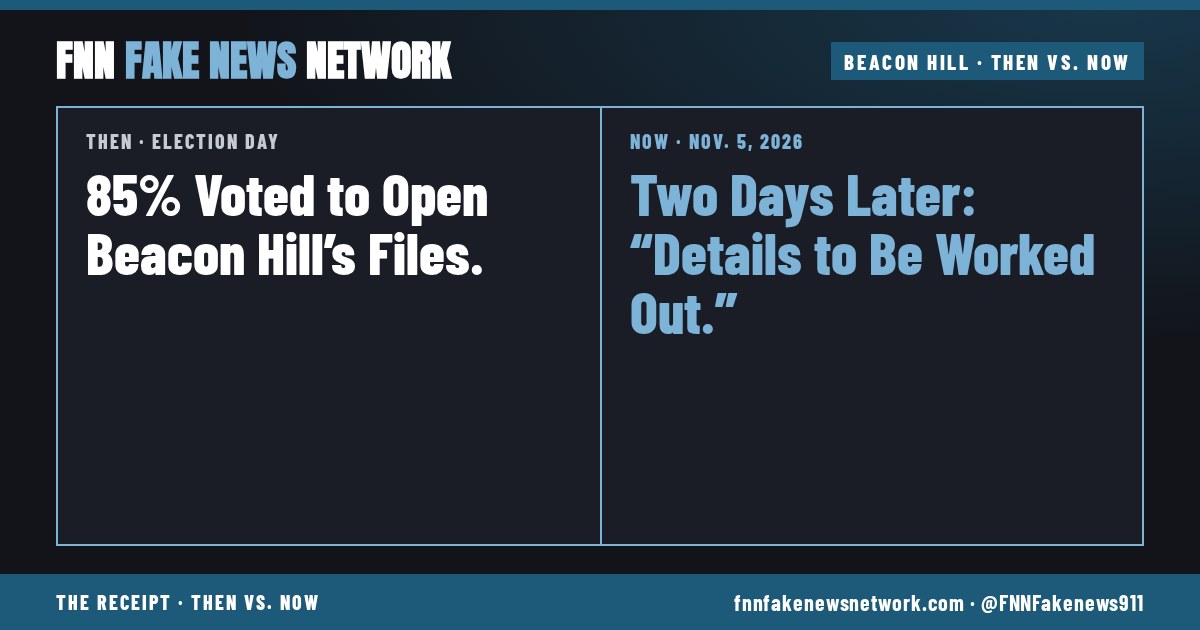 FNN FAKE NEWS NETWORK
BEACON HILL · THEN VS. NOW
THEN · ELECTION DAY
85% Voted to Open
Beacon Hill’s Files.
NOW · NOV. 5, 2026
Two Days Later:
“Details to Be Worked
Out.”
THE RECEIPT · THEN VS. NOW
fnnfakenewsnetwork.com · @FNNFakenews911